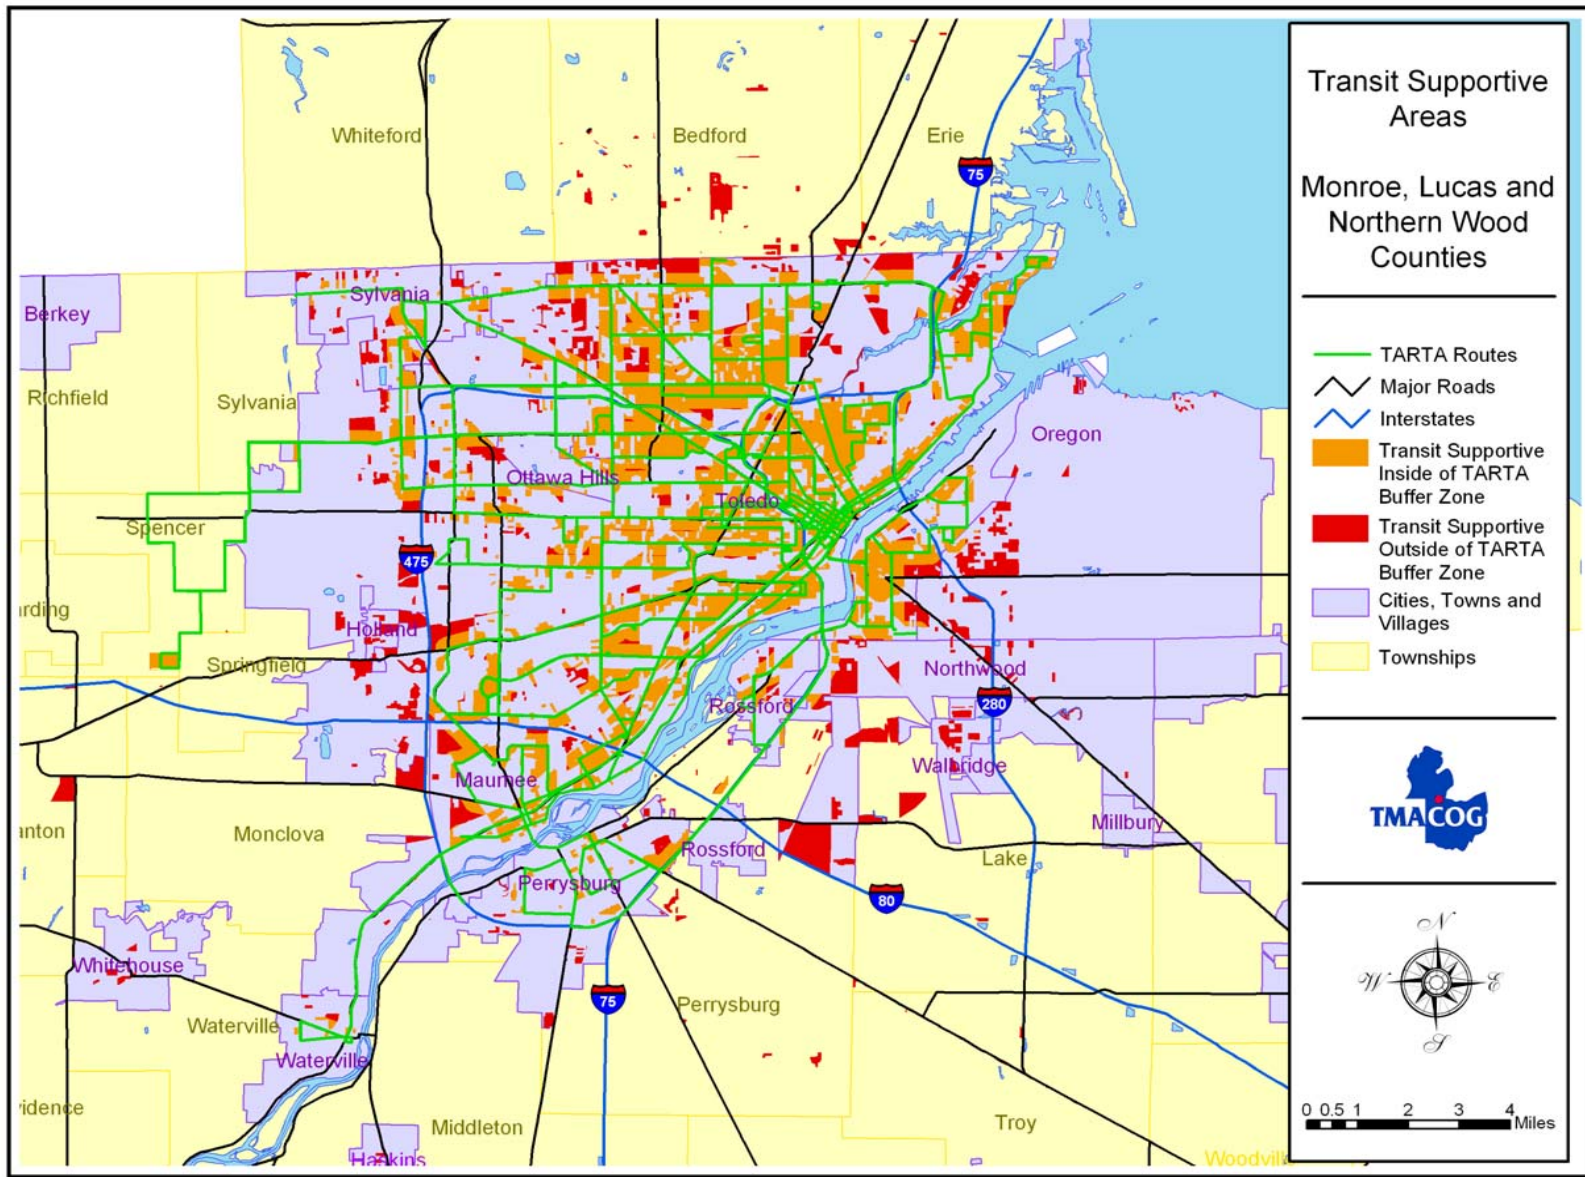 Transit Supportive
Areas
Monroe, Lucas and
Northern Wood
Counties
TARTA Routes
Major Roads
Interstates
Transit Supportive
Inside of TARTA
Buffer Zone
Transit Supportive
Outside of TARTA
Buffer Zone
Cities, Towns and
Villages
Townships
TMACOG
N
W
E
S
0 0.5 1 2 3 4
Miles
Whiteford
Bedford
Erie
75
Sylvania
Berkey
Richfield
Sylvania
Oregon
Ottawa Hills
Toledo
Spencer
475
arding
Holland
Springfield
Northwood
280
Rossford
Walbridge
Maumee
anton
Monclova
Millbury
Rossford
Lake
Perrysburg
80
Whitehouse
75
Perrysburg
Waterville
Waterville
vidence
Middleton
Troy
Haskins
Woodville